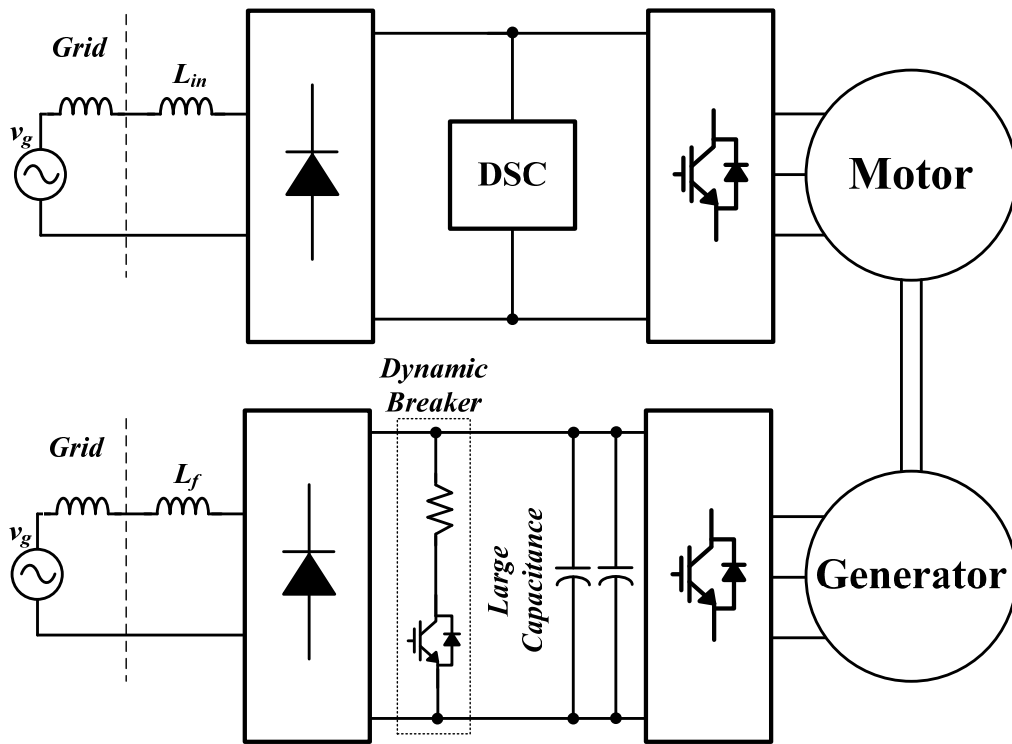 Grid
L_in
v_g
DSC
Motor
Dynamic
Breaker
Grid
L_f
v_g
Large
Capacitance
Generator